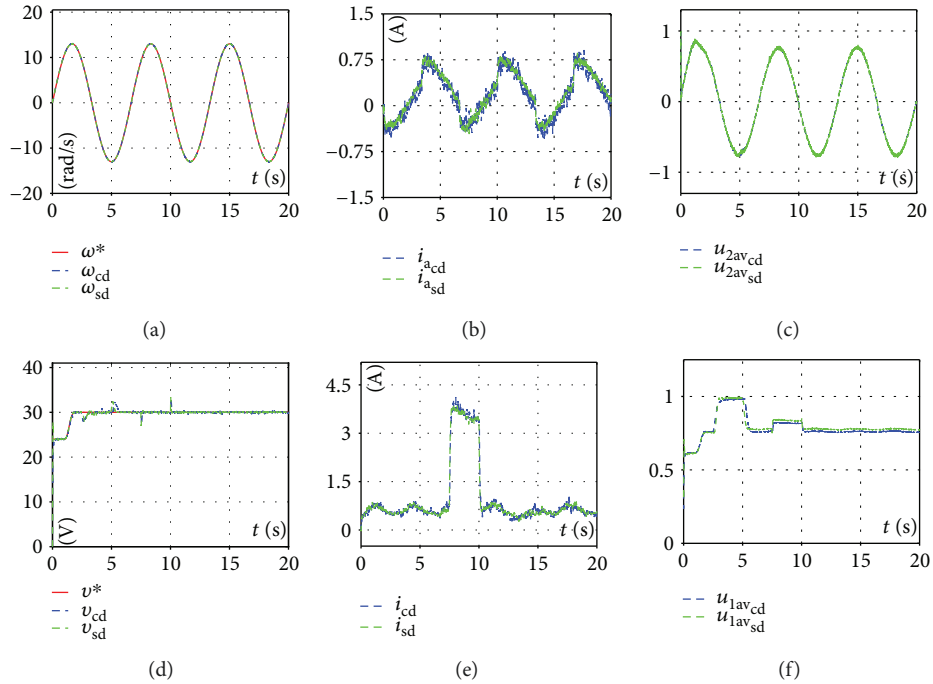 20
10
0
−10
−20
(rad/s)
t (s)
0 5 10 15 20
ω*
ω_cd
ω_sd
(a)
1.5
(A)
0.75
0
−0.75
−1.5
t (s)
0 5 10 15 20
i_a_cd
i_a_sd
(b)
1
0
−1
t (s)
0 5 10 15 20
u_2av_cd
u_2av_sd
(c)
40
30
20
10
0
(V)
t (s)
0 5 10 15 20
υ*
υ_cd
υ_sd
(d)
(A)
4.5
3
1.5
0
t (s)
0 5 10 15 20
i_cd
i_sd
(e)
1
0.5
0
t (s)
0 5 10 15 20
u_1av_cd
u_1av_sd
(f)